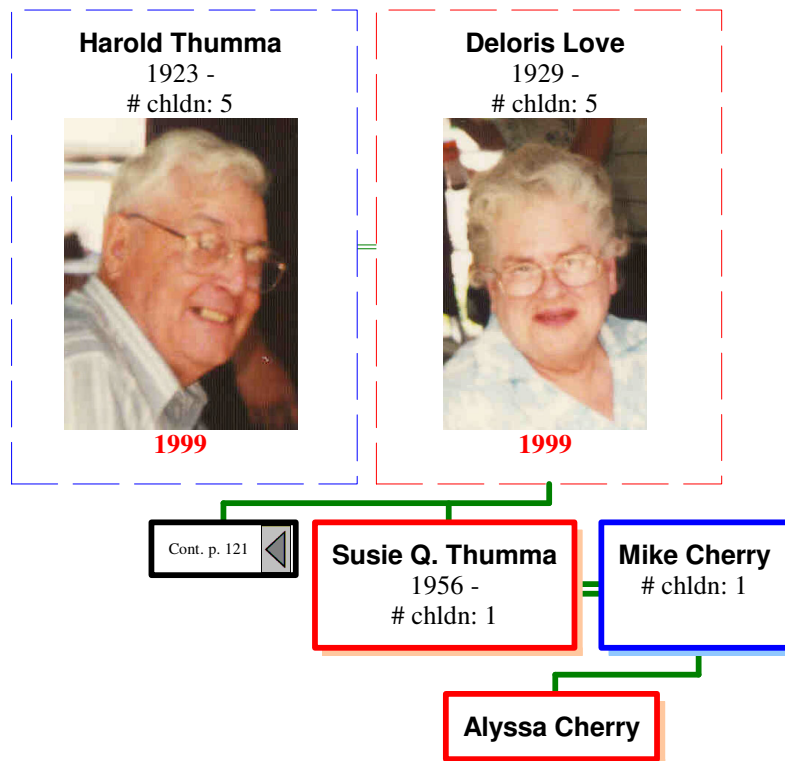 Harold Thumma
1923 -
# chldn: 5
1999
Deloris Love
1929 -
# chldn: 5
1999
Cont. p. 121
Susie Q. Thumma
1956 -
# chldn: 1
Mike Cherry
# chldn: 1
Alyssa Cherry